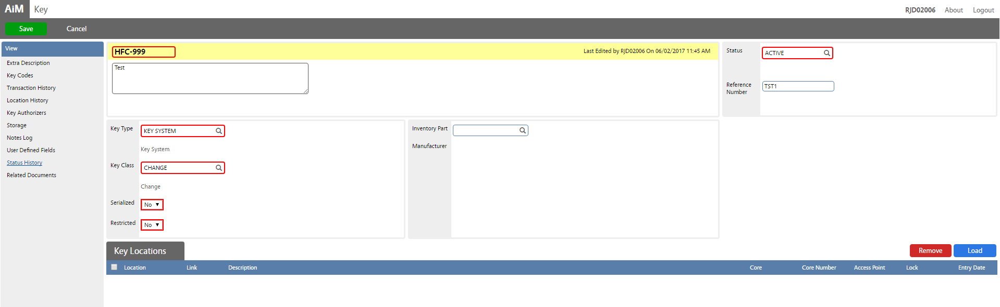 AiM Key RJD02006 About Logout
Save Cancel
View
Extra Description
Key Codes
Transaction History
Location History
Key Authorizers
Storage
Notes Log
User Defined Fields
Status History
Related Documents
HFC-999 Last Edited by RJD02006 On 06/02/2017 11:45 AM
Test
Status ACTIVE
Reference Number TST1
Key Type KEY SYSTEM
Key System
Key Class CHANGE
Change
Serialized No
Restricted No
Inventory Part
Manufacturer
Key Locations Remove Load
Location Link Description Core Core Number Access Point Lock Entry Date